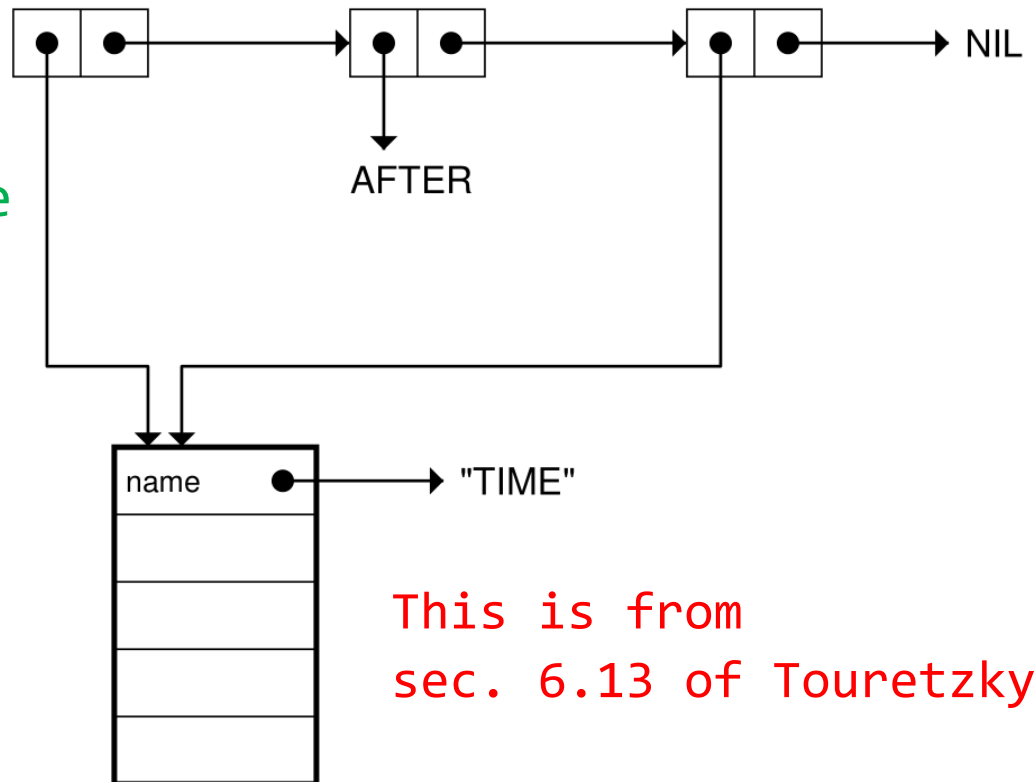 NIL
AFTER
name "TIME"
This is from
sec. 6.13 of Touretzky